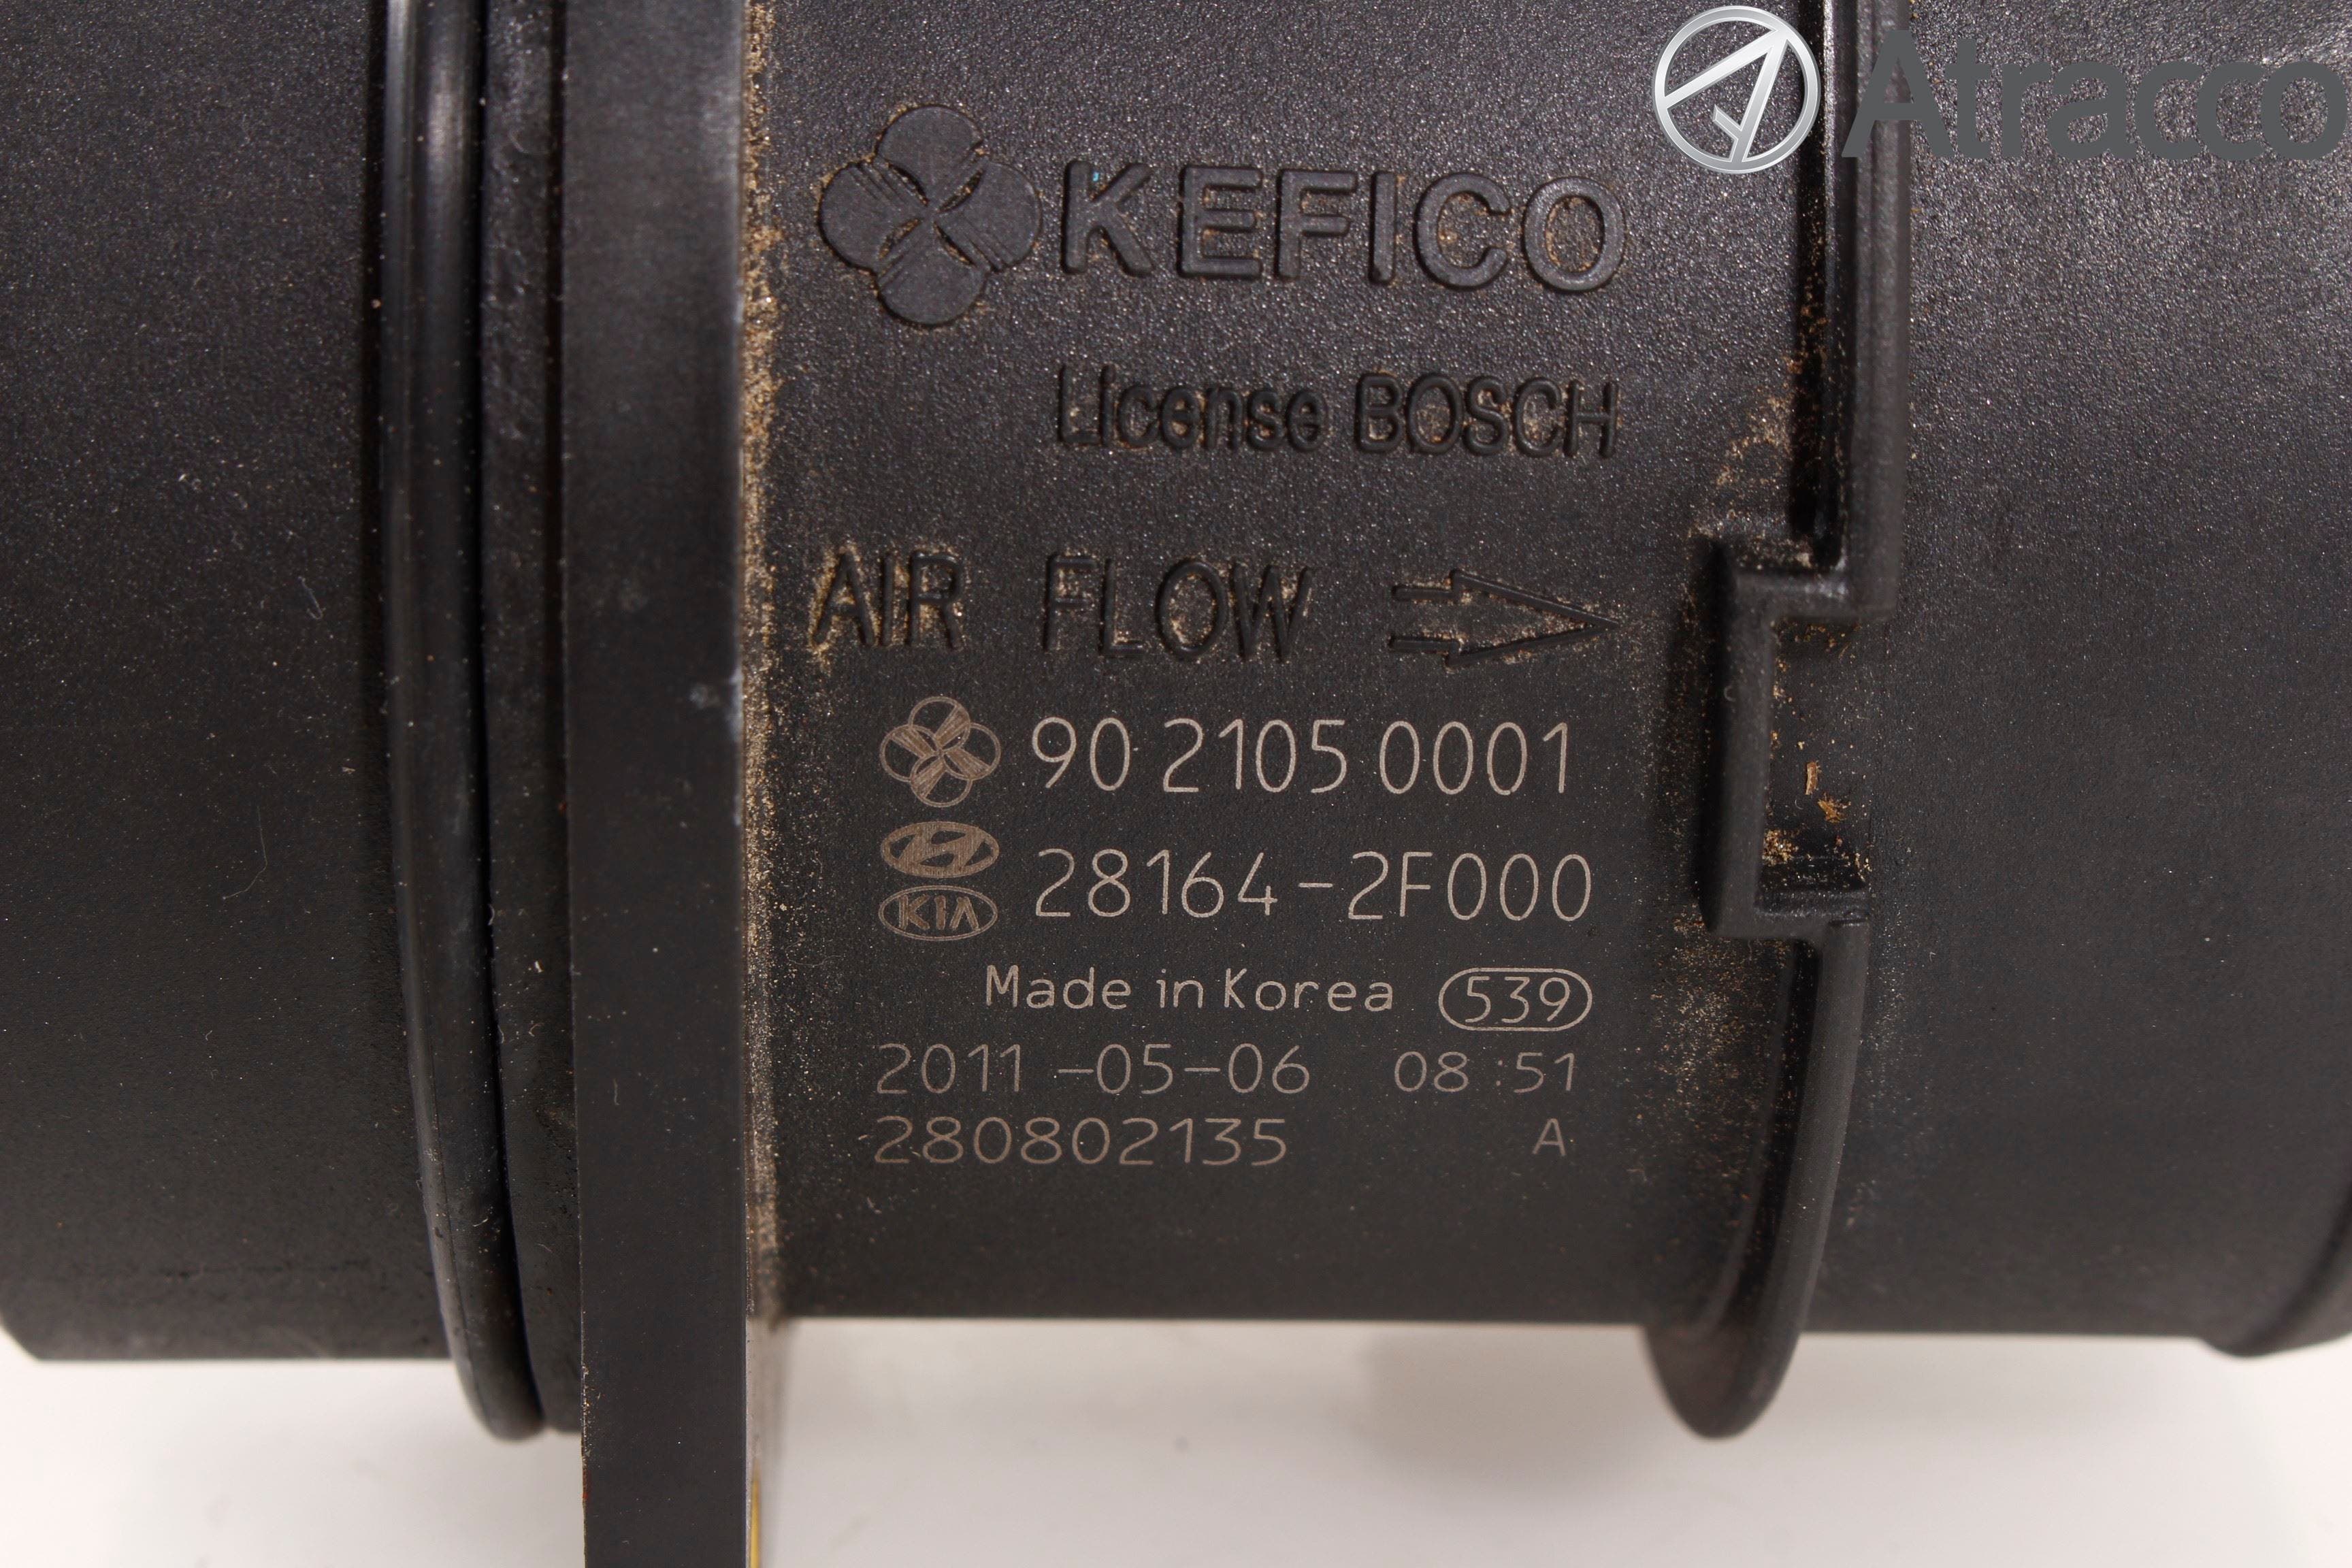 Atracco
KEFICO
License BOSCH
AIR FLOW
90 2105 0001
28164-2F000
KIA
Made in Korea 539
2011-05-06 08:51
280802135 A